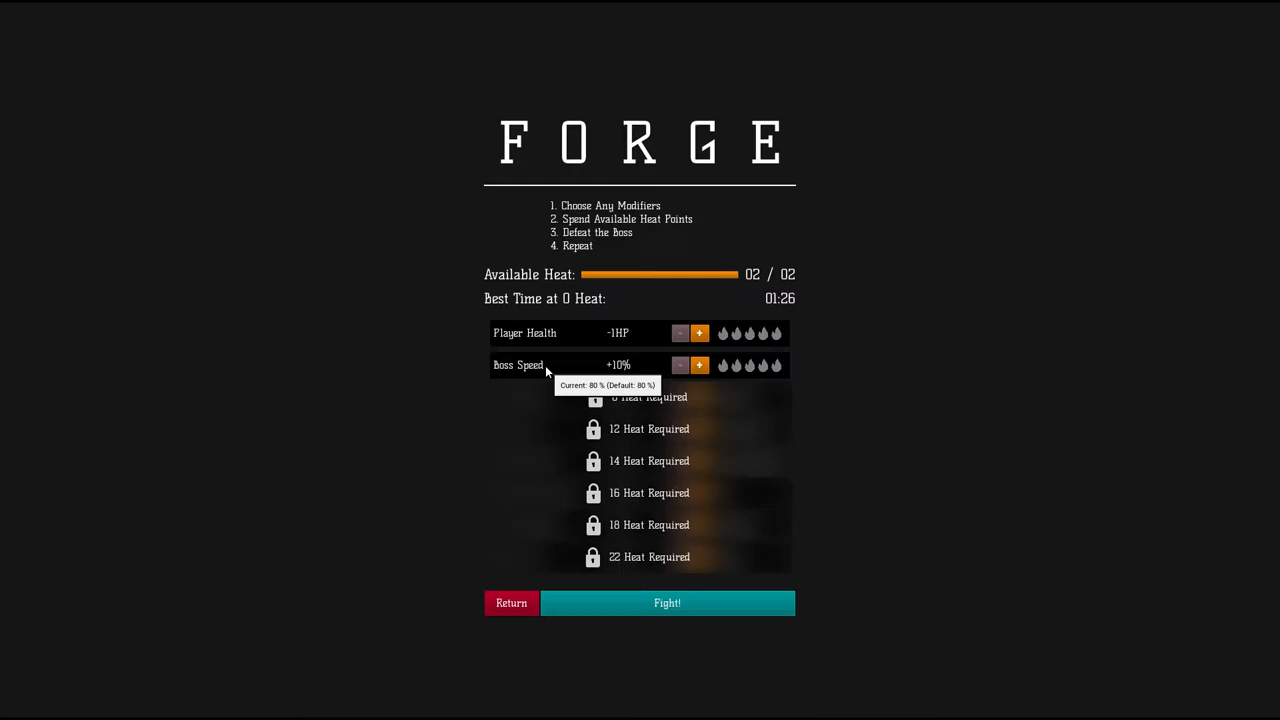 FORGE
1. Choose Any Modifiers
2. Spend Available Heat Points
3. Defeat the Boss
4. Repeat
Available Heat: 02 / 02
Best Time at 0 Heat: 01:26
Player Health -1HP - +
Boss Speed +10% - +
Current: 80 % (Default: 80 %)
Heat Required
12 Heat Required
14 Heat Required
16 Heat Required
18 Heat Required
22 Heat Required
Return Fight!